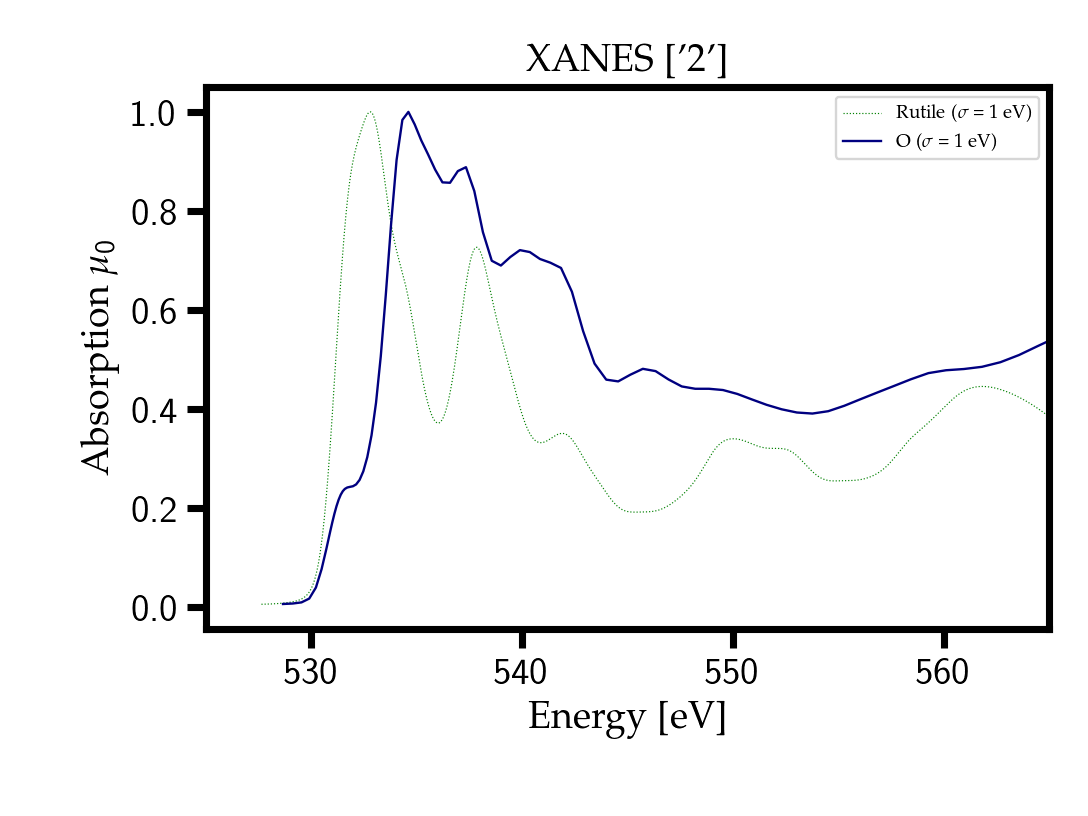 XANES ['2']
Rutile (σ = 1 eV)
O (σ = 1 eV)
Absorption μ₀
1.0
0.8
0.6
0.4
0.2
0.0
530
540
550
560
Energy [eV]